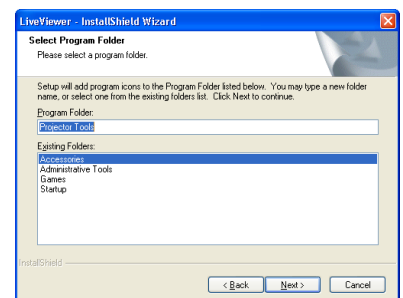 LiveViewer - InstallShield Wizard
Select Program Folder
Please select a program folder.
Setup will add program icons to the Program Folder listed below. You may type a new folder
name, or select one from the existing folders list. Click Next to continue.
Program Folder:
Projector Tools
Existing Folders:
Accessories
Administrative Tools
Games
Startup
InstallShield
< Back Next > Cancel